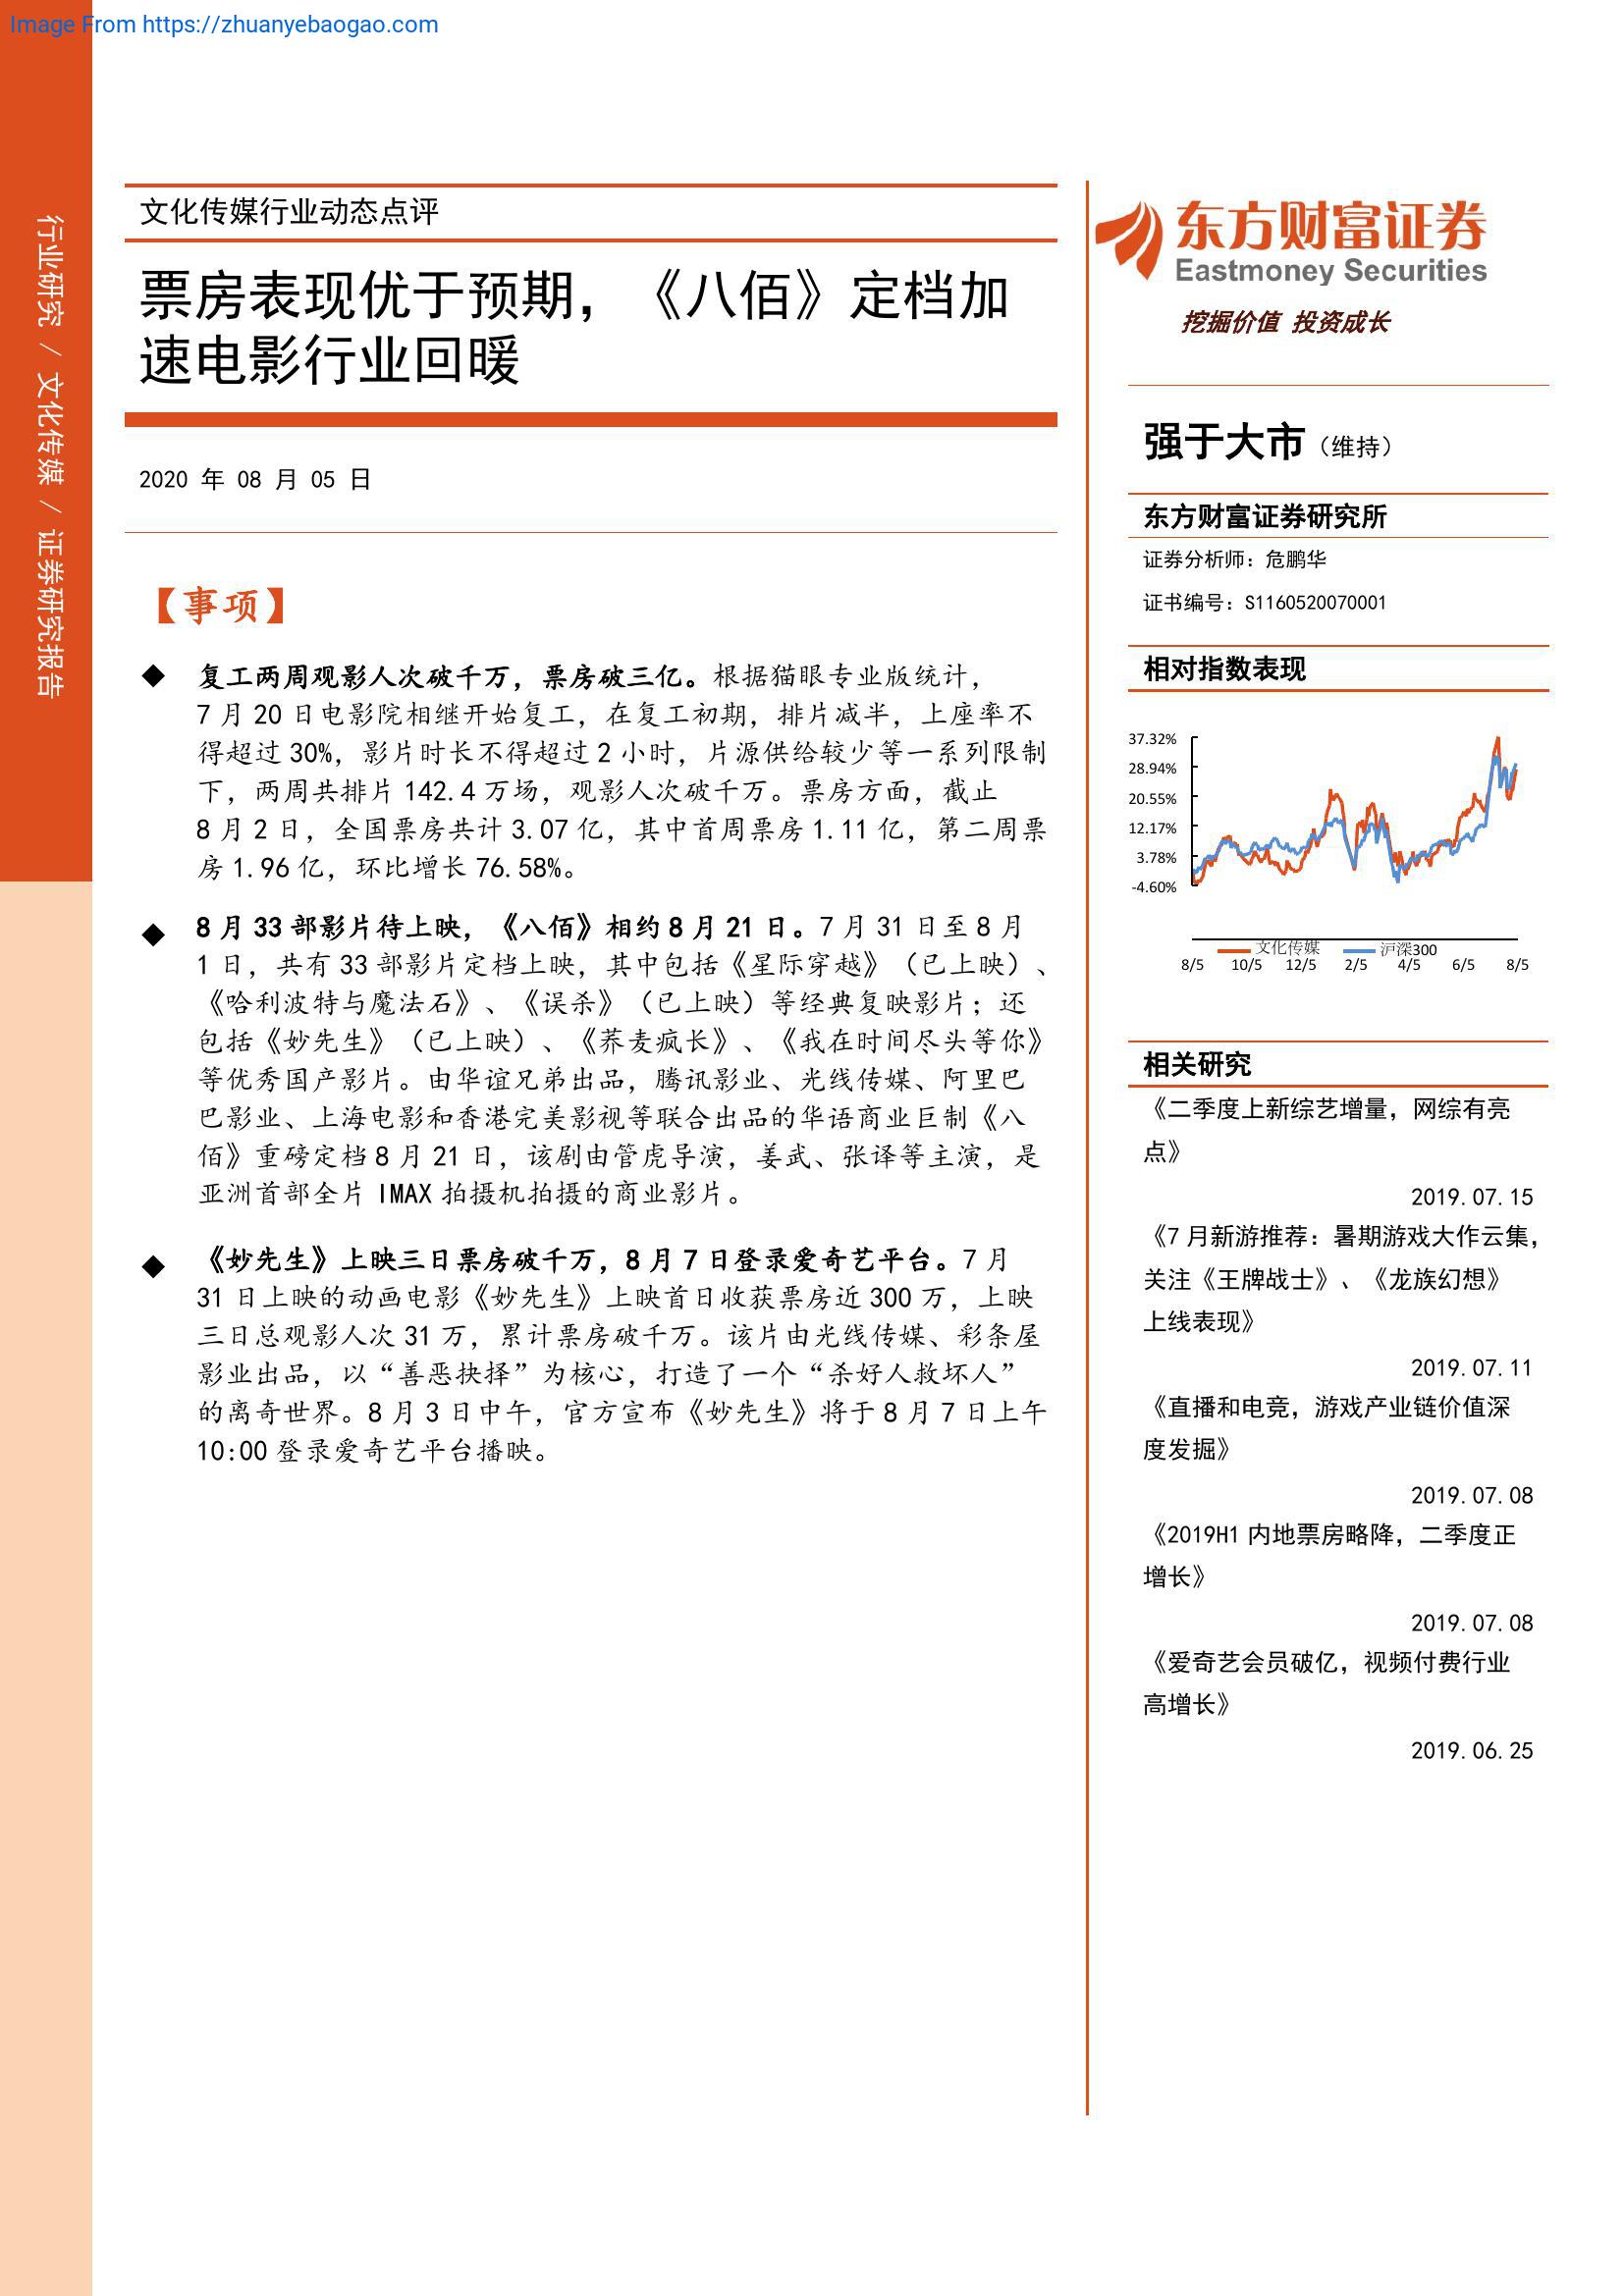 Image From https://zhuanyebaogao.com
行业研究 / 文化传媒 / 证券研究报告
文化传媒行业动态点评
票房表现优于预期，《八佰》定档加
速电影行业回暖
2020 年 08 月 05 日
【事项】
◆ 复工两周观影人次破千万，票房破三亿。根据猫眼专业版统计，
7 月 20 日电影院相继开始复工，在复工初期，排片减半，上座率不
得超过 30%，影片时长不得超过 2 小时，片源供给较少等一系列限制
下，两周共排片 142.4 万场，观影人次破千万。票房方面，截止
8 月 2 日，全国票房共计 3.07 亿，其中首周票房 1.11 亿，第二周票
房 1.96 亿，环比增长 76.58%。
◆ 8 月 33 部影片待上映，《八佰》相约 8 月 21 日。7 月 31 日至 8 月
1 日，共有 33 部影片定档上映，其中包括《星际穿越》（已上映）、
《哈利波特与魔法石》、《误杀》（已上映）等经典复映影片；还
包括《妙先生》（已上映）、《荞麦疯长》、《我在时间尽头等你》
等优秀国产影片。由华谊兄弟出品，腾讯影业、光线传媒、阿里巴
巴影业、上海电影和香港完美影视等联合出品的华语商业巨制《八
佰》重磅定档 8 月 21 日，该剧由管虎导演，姜武、张译等主演，是
亚洲首部全片 IMAX 拍摄机拍摄的商业影片。
◆ 《妙先生》上映三日票房破千万，8 月 7 日登录爱奇艺平台。7 月
31 日上映的动画电影《妙先生》上映首日收获票房近 300 万，上映
三日总观影人次 31 万，累计票房破千万。该片由光线传媒、彩条屋
影业出品，以“善恶抉择”为核心，打造了一个“杀好人救坏人”
的离奇世界。8 月 3 日中午，官方宣布《妙先生》将于 8 月 7 日上午
10:00 登录爱奇艺平台播映。
东方财富证券
Eastmoney Securities
挖掘价值 投资成长
强于大市（维持）
东方财富证券研究所
证券分析师：危鹏华
证书编号：S1160520070001
相对指数表现
37.32%
28.94%
20.55%
12.17%
3.78%
-4.60%
文化传媒 沪深300
8/5 10/5 12/5 2/5 4/5 6/5 8/5
相关研究
《二季度上新综艺增量，网综有亮
点》
2019.07.15
《7 月新游推荐：暑期游戏大作云集，
关注《王牌战士》、《龙族幻想》
上线表现》
2019.07.11
《直播和电竞，游戏产业链价值深
度发掘》
2019.07.08
《2019H1 内地票房略降，二季度正
增长》
2019.07.08
《爱奇艺会员破亿，视频付费行业
高增长》
2019.06.25